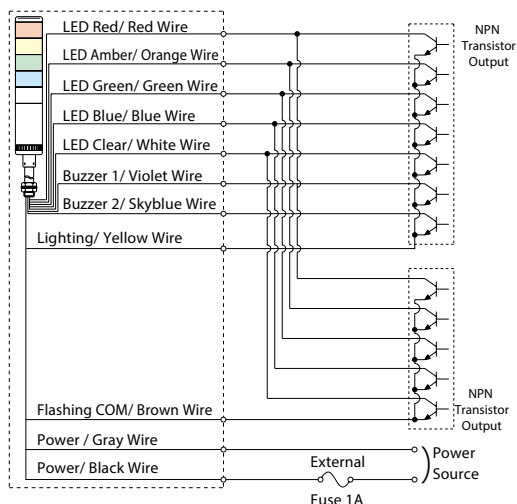 LED Red/ Red Wire
LED Amber/ Orange Wire
LED Green/ Green Wire
LED Blue/ Blue Wire
LED Clear/ White Wire
Buzzer 1/ Violet Wire
Buzzer 2/ Skyblue Wire
Lighting/ Yellow Wire
NPN
Transistor
Output
Flashing COM/ Brown Wire
Power / Gray Wire
Power/ Black Wire
NPN
Transistor
Output
External
Fuse 1A
Power
Source